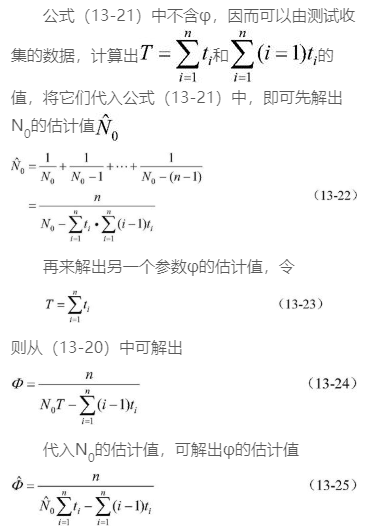 公式（13-21）中不含φ，因而可以由测试收
集的数据，计算出 $T=\sum_{i=1}^{n}t_i$ 和 $\sum_{i=1}^{n}(i=1)t_i$ 的
值，将它们代入公式（13-21）中，即可先解出
N₀的估计值 $\hat{N}_0$
$\hat{N}_0=\frac{1}{N_0}+\frac{1}{N_0-1}+\cdots+\frac{1}{N_0-(n-1)}$
$=\frac{n}{N_0-\sum_{i=1}^{n}t_i\bullet\sum_{i=1}^{n}(i-1)t_i}$ （13-22）
再来解出另一个参数φ的估计值，令
$T=\sum_{i=1}^{n}t_i$ （13-23）
则从（13-20）中可解出
$\Phi=\frac{n}{N_0T-\sum_{i=1}^{n}(i-1)t_i}$ （13-24）
代入N₀的估计值，可解出φ的估计值
$\hat{\Phi}=\frac{n}{\hat{N}_0\sum_{i=1}^{n}t_i-\sum_{i=1}^{n}(i-1)t_i}$ （13-25）